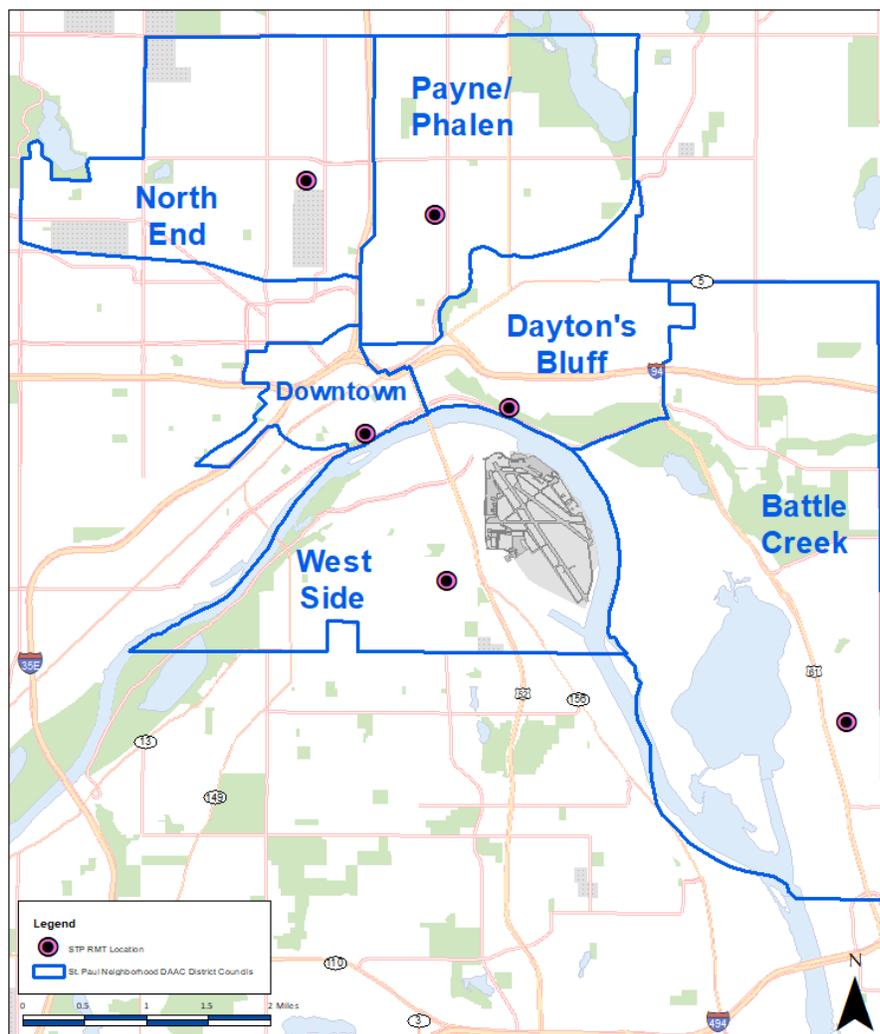 Payne/
Phalen
North
End
5
Dayton's
Bluff
94
Downtown
Battle
Creek
West
Side
35E
52
156
61
13
149
Legend
STP RMT Location
St. Paul Neighborhood DAAC District Councils
110
N
0 0.5 1 1.5 2 Miles
3
494